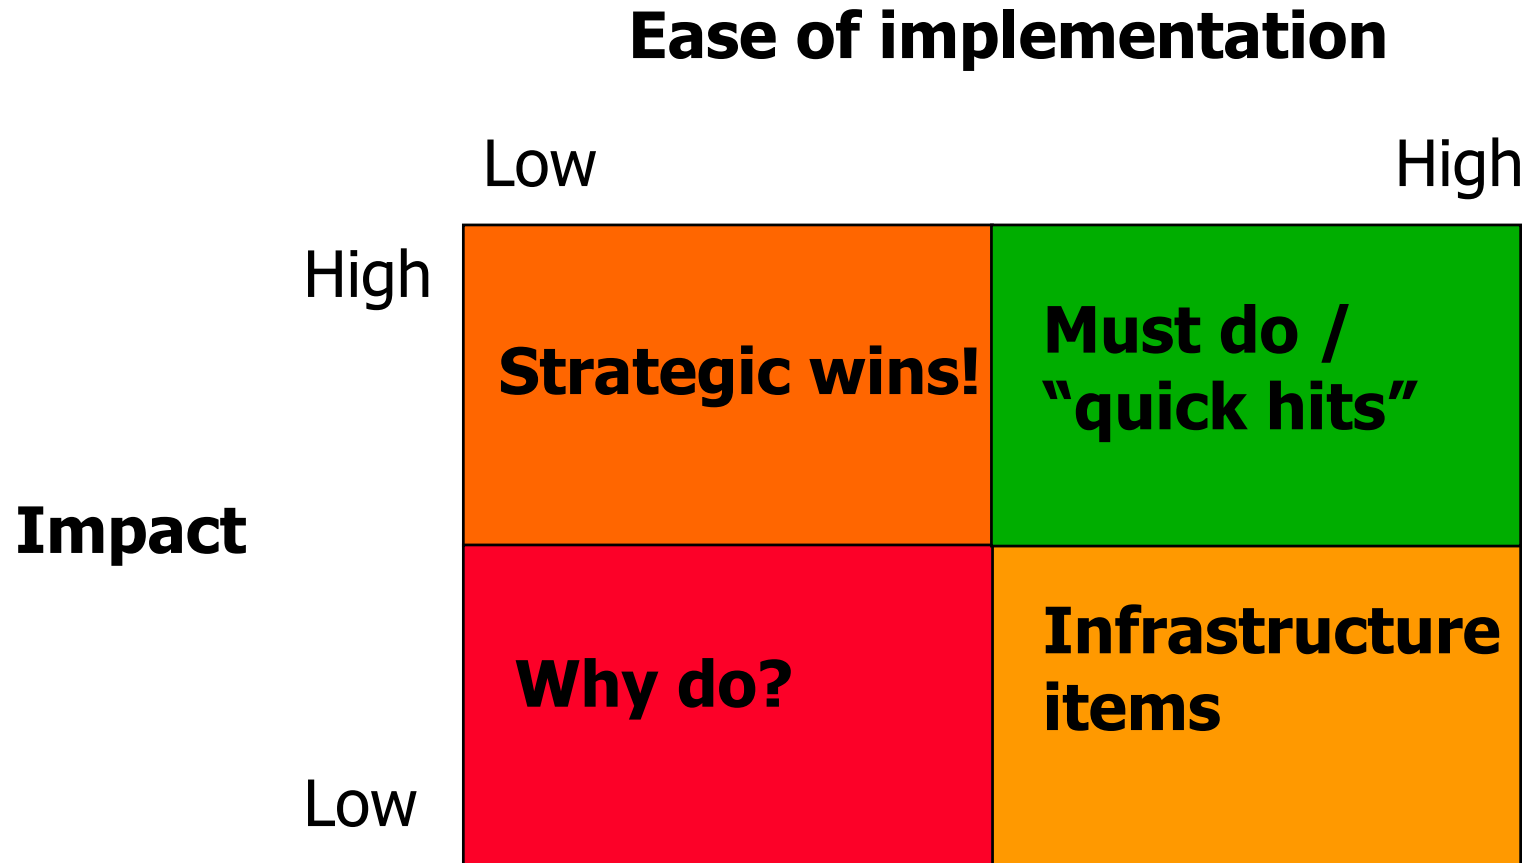 Ease of implementation
Low
High
High
Strategic wins!
Must do /
“quick hits”
Impact
Why do?
Infrastructure
items
Low